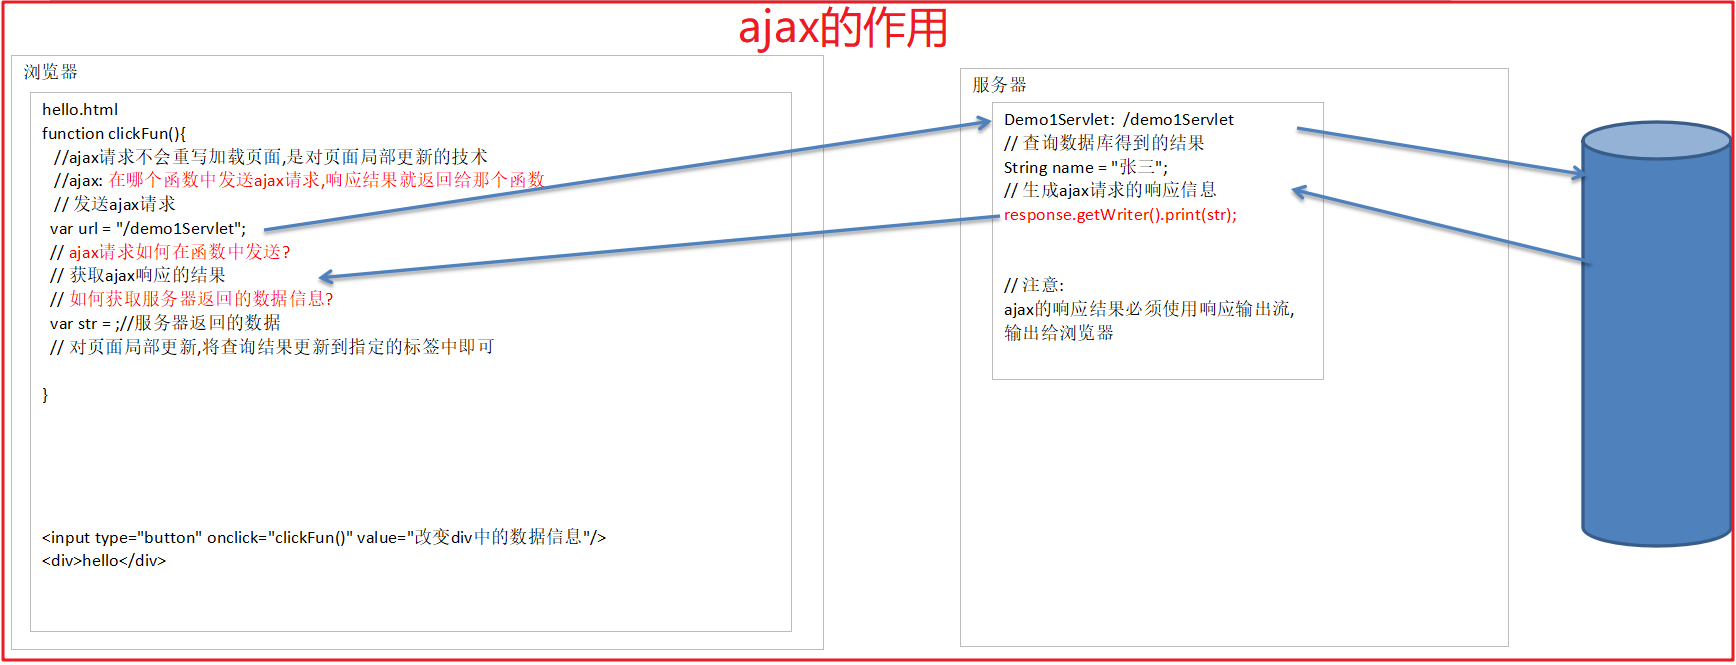 ajax的作用
浏览器
hello.html
function clickFun(){
//ajax请求不会重写加载页面,是对页面局部更新的技术
//ajax: 在哪个函数中发送ajax请求,响应结果就返回给那个函数
// 发送ajax请求
var url = "/demo1Servlet";
// ajax请求如何在函数中发送?
// 获取ajax响应的结果
// 如何获取服务器返回的数据信息?
var str = ;//服务器返回的数据
// 对页面局部更新,将查询结果更新到指定的标签中即可
}
<input type="button" onclick="clickFun()" value="改变div中的数据信息"/>
<div>hello</div>
服务器
Demo1Servlet: /demo1Servlet
// 查询数据库得到的结果
String name = "张三";
// 生成ajax请求的响应信息
response.getWriter().print(str);
// 注意:
ajax的响应结果必须使用响应输出流,
输出给浏览器